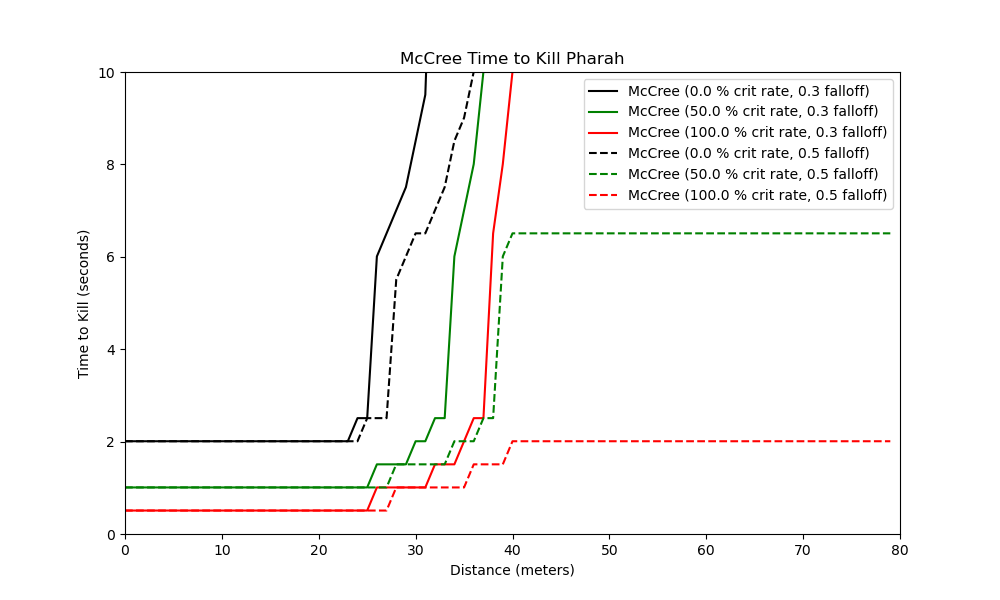 McCree Time to Kill Pharah
10
8
6
4
2
0
Time to Kill (seconds)
McCree (0.0 % crit rate, 0.3 falloff)
McCree (50.0 % crit rate, 0.3 falloff)
McCree (100.0 % crit rate, 0.3 falloff)
McCree (0.0 % crit rate, 0.5 falloff)
McCree (50.0 % crit rate, 0.5 falloff)
McCree (100.0 % crit rate, 0.5 falloff)
0 10 20 30 40 50 60 70 80
Distance (meters)